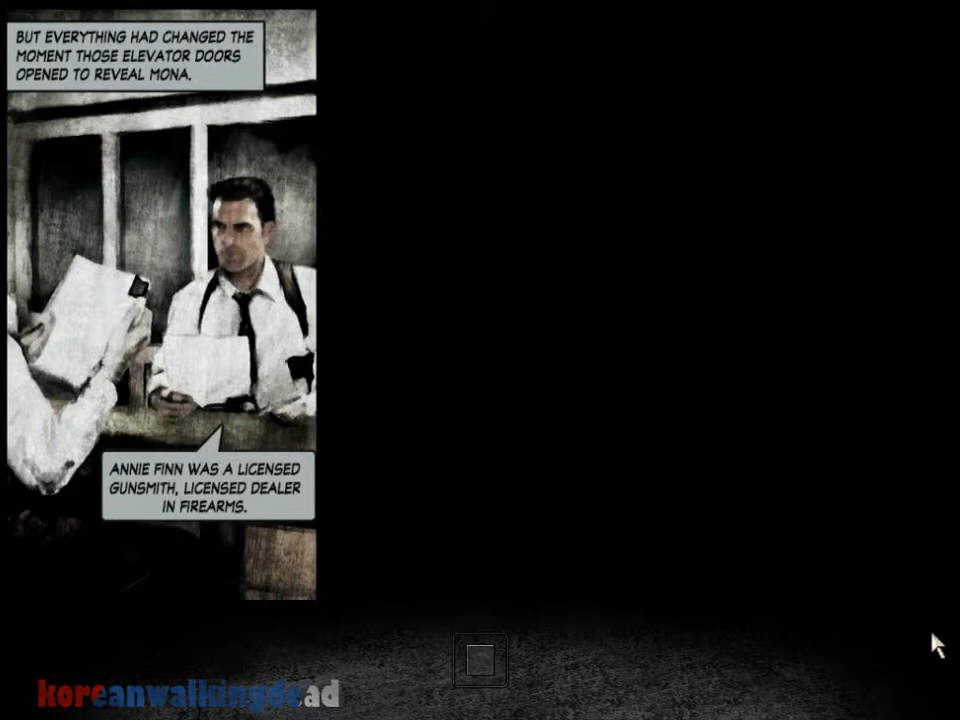 BUT EVERYTHING HAD CHANGED THE
MOMENT THOSE ELEVATOR DOORS
OPENED TO REVEAL MONA.
ANNIE FINN WAS A LICENSED
GUNSMITH, LICENSED DEALER
IN FIREARMS.
koreanwalkingdead